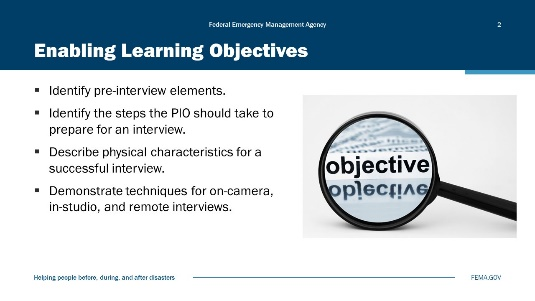 Federal Emergency Management Agency
2
Enabling Learning Objectives
▪ Identify pre-interview elements.
▪ Identify the steps the PIO should take to
prepare for an interview.
▪ Describe physical characteristics for a
successful interview.
▪ Demonstrate techniques for on-camera,
in-studio, and remote interviews.
objective
objective
Helping people before, during, and after disasters
FEMA.GOV